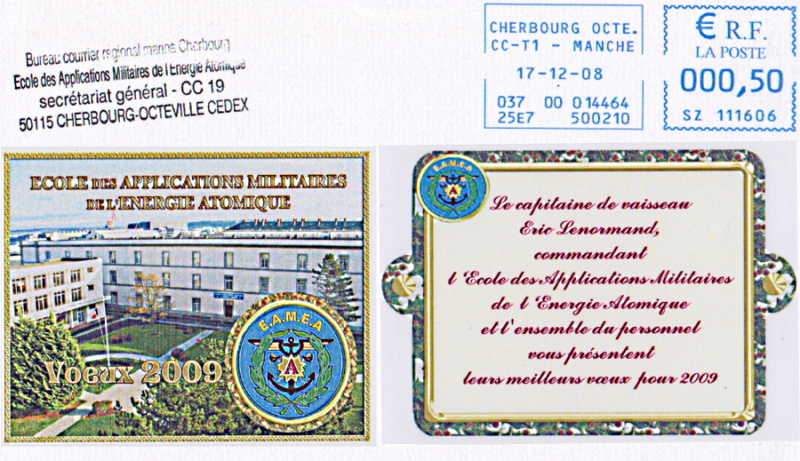 Bureau courrier régional marine Cherbourg
Ecole des Applications Militaires de l'Energie Atomique
secrétariat général - CC 19
50115 CHERBOURG-OCTEVILLE CEDEX
CHERBOURG OCTE.
CC-T1 - MANCHE
17-12-08
037 00 014464
25E7 500210
€ R.F.
LA POSTE
000,50
SZ 111606
ECOLE DES APPLICATIONS MILITAIRES
DE L'ENERGIE ATOMIQUE
E.A.M.E.A
A
Voeux 2009
E.A.M.E.A
A
Le capitaine de vaisseau
Eric Lenormand,
commandant
l'Ecole des Applications Militaires
de l'Energie Atomique
et l'ensemble du personnel
vous présentent
leurs meilleurs vœux pour 2009